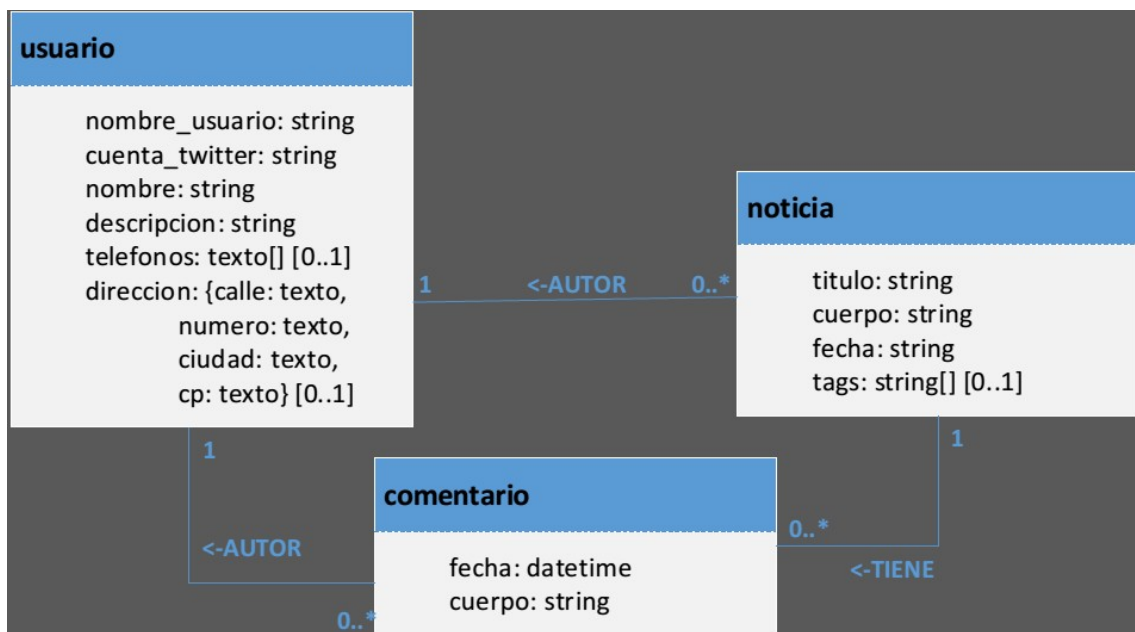 usuario
nombre_usuario: string
cuenta_twitter: string
nombre: string
descripcion: string
telefonos: texto[] [0..1]
direccion: {calle: texto,
numero: texto,
ciudad: texto,
cp: texto} [0..1]
1
<-AUTOR
0..*
noticia
titulo: string
cuerpo: string
fecha: string
tags: string[] [0..1]
1
<-AUTOR
0..*
comentario
fecha: datetime
cuerpo: string
0..*
<-TIENE
1